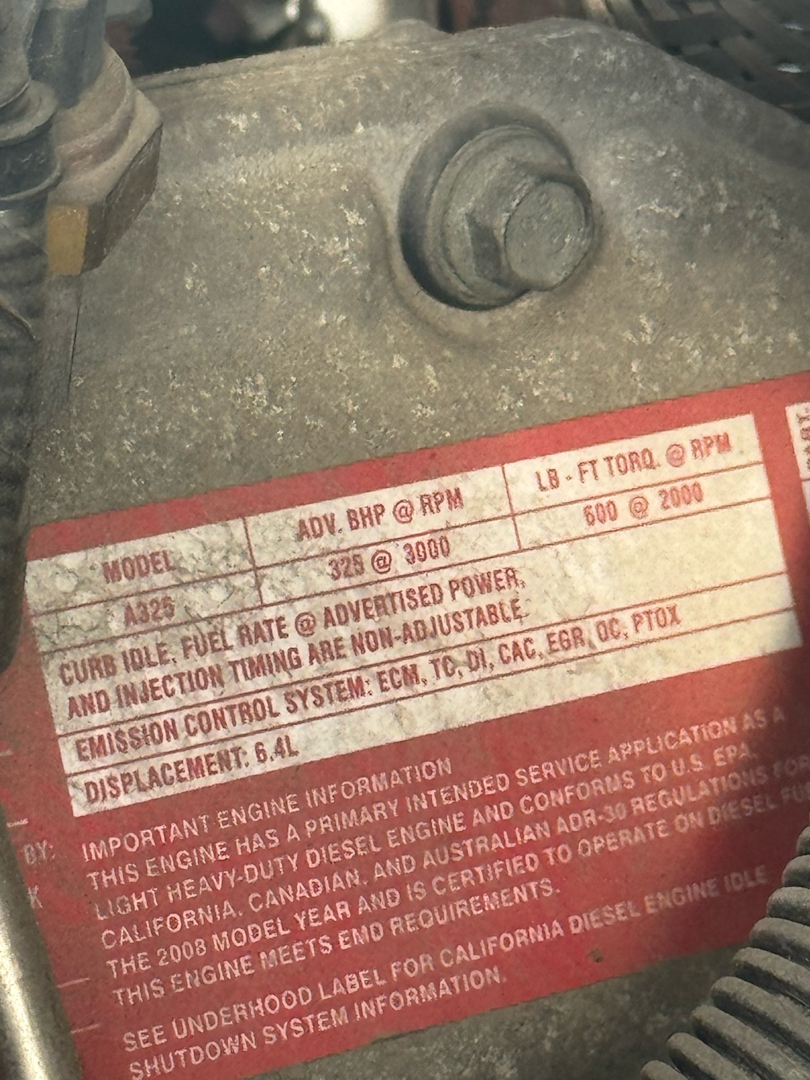 MODEL ADV. BHP @ RPM LB - FT TORQ. @ RPM
A325 325 @ 3000 600 @ 2000
CURB IDLE, FUEL RATE @ ADVERTISED POWER,
AND INJECTION TIMING ARE NON-ADJUSTABLE.
EMISSION CONTROL SYSTEM: ECM, TC, DI, CAC, EGR, OC, PTOX
DISPLACEMENT: 6.4L
BY:
K
IMPORTANT ENGINE INFORMATION
THIS ENGINE HAS A PRIMARY INTENDED SERVICE APPLICATION AS A
LIGHT HEAVY-DUTY DIESEL ENGINE AND CONFORMS TO U.S. EPA,
CALIFORNIA, CANADIAN, AND AUSTRALIAN ADR-30 REGULATIONS FOR
THE 2008 MODEL YEAR AND IS CERTIFIED TO OPERATE ON DIESEL
THIS ENGINE MEETS EMD REQUIREMENTS.
SEE UNDERHOOD LABEL FOR CALIFORNIA DIESEL ENGINE IDLE
SHUTDOWN SYSTEM INFORMATION.